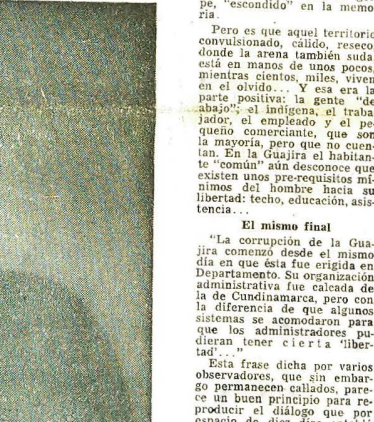 pe, "escondido" en la memo
ria.
Pero es que aquel territorio
convulsionado, cálido, reseco
donde la arena también suda
está en manos de unos pocos,
mientras cientos, miles, viven
en el olvido... Y esa era la
parte positiva: la gente "de
abajo"; el indígena, el traba
jador, el empleado y el pe
queño comerciante, que son
la mayoría, pero que no cuen-
tan. En la Guajira el habitan-
te "común" aún desconoce que
existen unos pre-requisitos mí-
nimos del hombre hacia su
libertad: techo, educación, asis-
tencia...
El mismo final
"La corrupción de la Gua-
jira comenzó desde el mismo
día en que ésta fue erigida en
Departamento. Su organización
administrativa fue calcada de
la de Cundinamarca, pero con
la diferencia de que algunos
sistemas se acomodaron para
que los administradores pu-
dieran tener cierta 'liber-
tad'..."
Esta frase dicha por varios
observadores, que sin embar-
go permanecen callados, pare-
ce un buen principio para re-
producir el diálogo que por
espacio de diez días